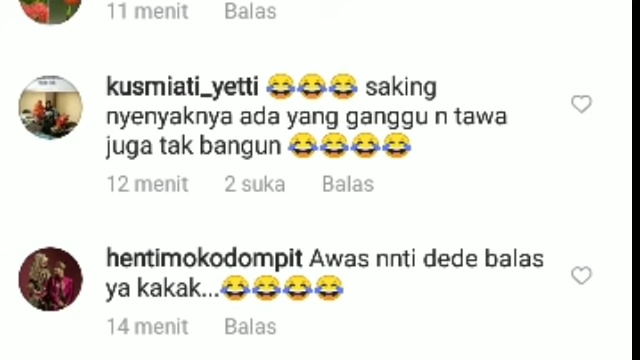 11 menit Balas
kusmiati_yetti 😂😂😂 saking
nyenyaknya ada yang ganggu n tawa
juga tak bangun 😂😂😂😂
12 menit 2 suka Balas
hentimokodompit Awas nnti dede balas
ya kakak...😂😂😂😂
14 menit Balas